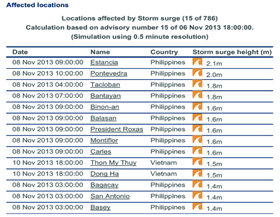 Affected locations
Locations affected by Storm surge (15 of 786)
Calculation based on advisory number 15 of 06 Nov 2013 18:00:00.
(Simulation using 0.5 minute resolution)
Date Name Country Storm surge height (m)
08 Nov 2013 09:00:00 Estancia Philippines 2.1m
08 Nov 2013 10:00:00 Pontevedra Philippines 2.0m
08 Nov 2013 04:00:00 Tacloban Philippines 1.8m
08 Nov 2013 07:00:00 Bantayan Philippines 1.8m
08 Nov 2013 09:00:00 Binon-an Philippines 1.6m
08 Nov 2013 09:00:00 Balasan Philippines 1.6m
08 Nov 2013 09:00:00 President Roxas Philippines 1.6m
08 Nov 2013 09:00:00 Montiflor Philippines 1.6m
08 Nov 2013 09:00:00 Carles Philippines 1.6m
10 Nov 2013 18:00:00 Thon My Thuy Vietnam 1.5m
10 Nov 2013 18:00:00 Dong Ha Vietnam 1.5m
08 Nov 2013 03:00:00 Bagacay Philippines 1.4m
08 Nov 2013 03:00:00 San Antonio Philippines 1.4m
08 Nov 2013 03:00:00 Basey Philippines 1.4m